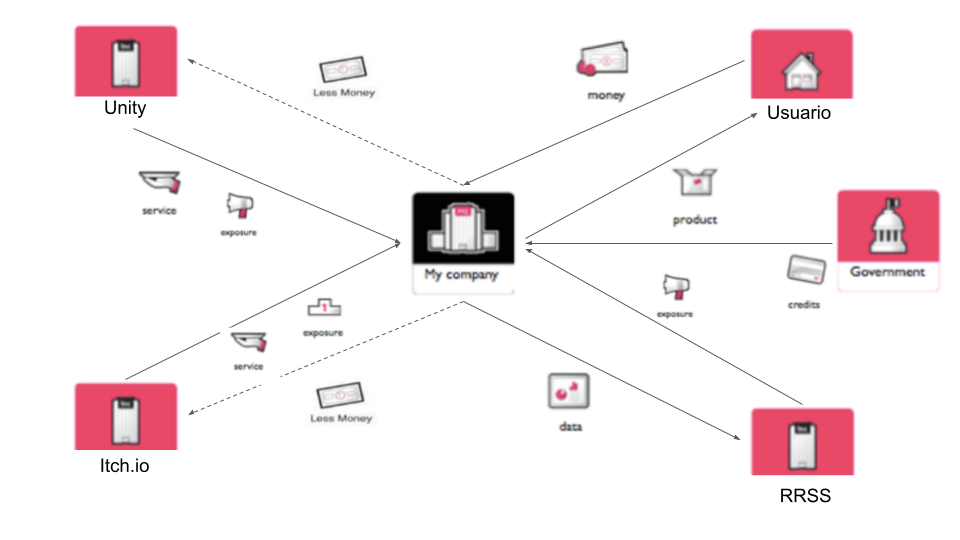 Unity
Less Money
money
Usuario
service
exposure
product
My company
Government
credits
exposure
exposure
service
Less Money
data
Itch.io
RRSS